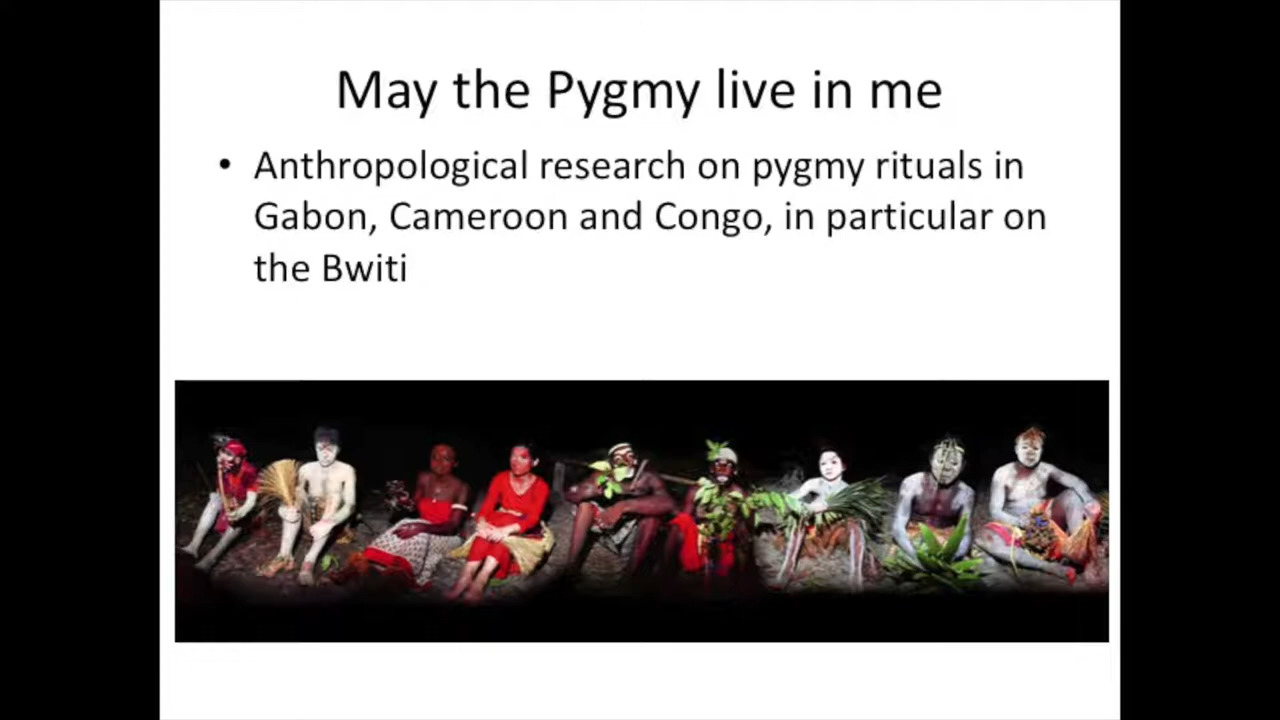 May the Pygmy live in me
• Anthropological research on pygmy rituals in
Gabon, Cameroon and Congo, in particular on
the Bwiti